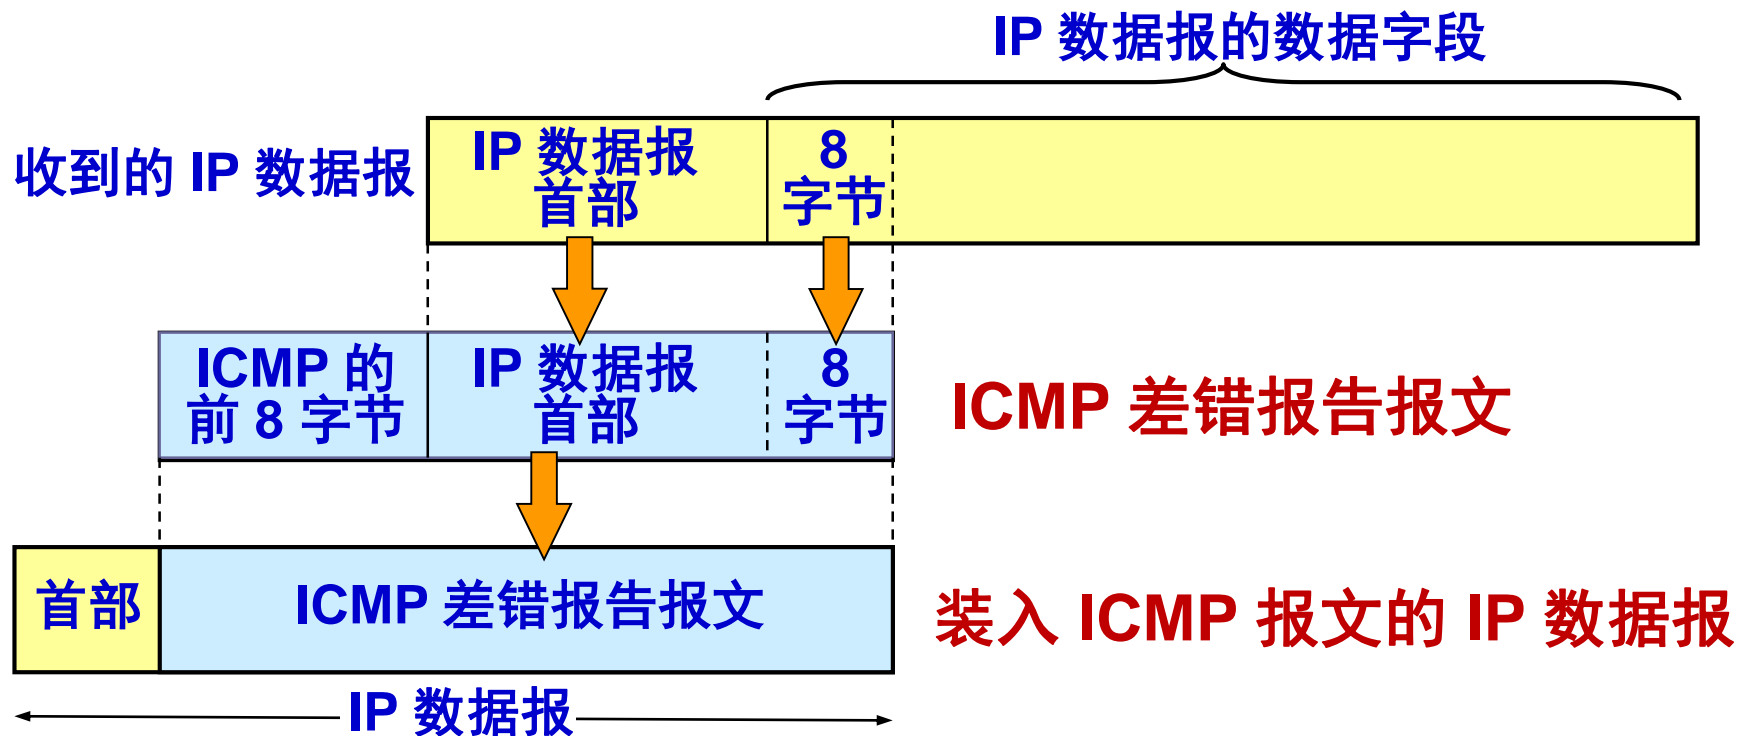 IP 数据报的数据字段
收到的 IP 数据报
IP 数据报
首部
8
字节
ICMP 的
前 8 字节
IP 数据报
首部
8
字节
ICMP 差错报告报文
首部
ICMP 差错报告报文
装入 ICMP 报文的 IP 数据报
IP 数据报